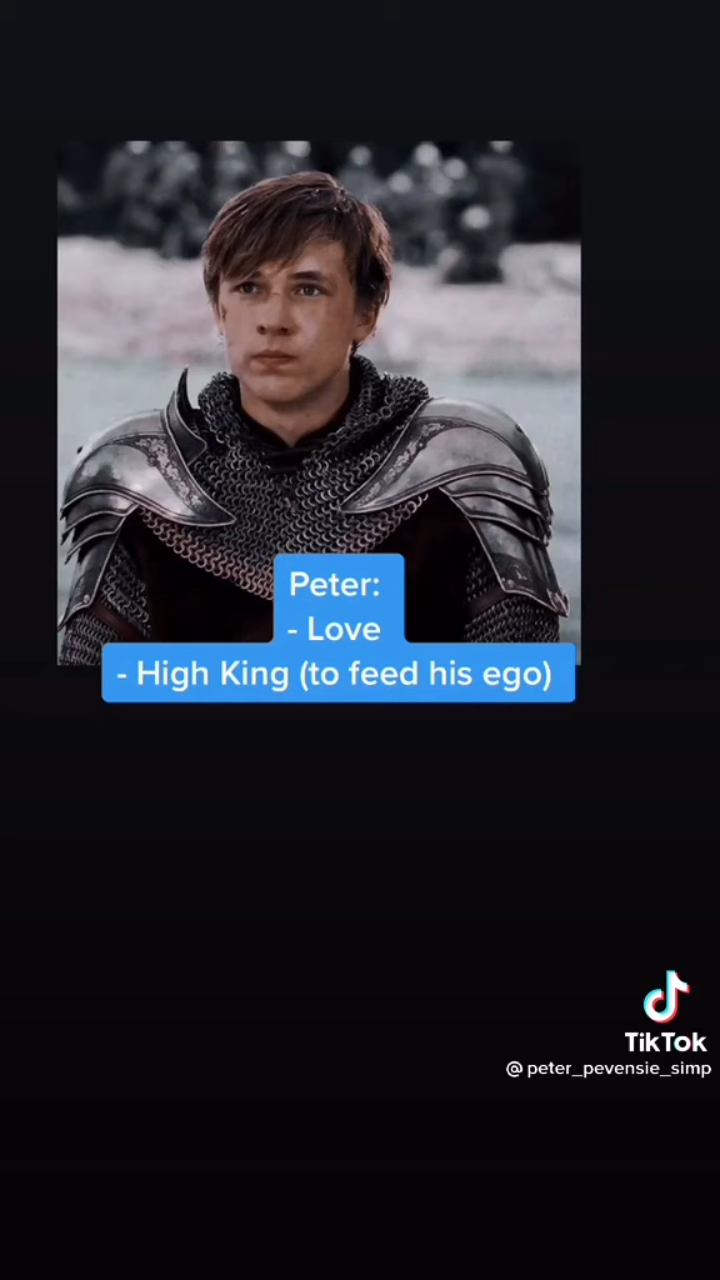 Peter:
- Love
- High King (to feed his ego)
TikTok
@peter_pevensie_simp